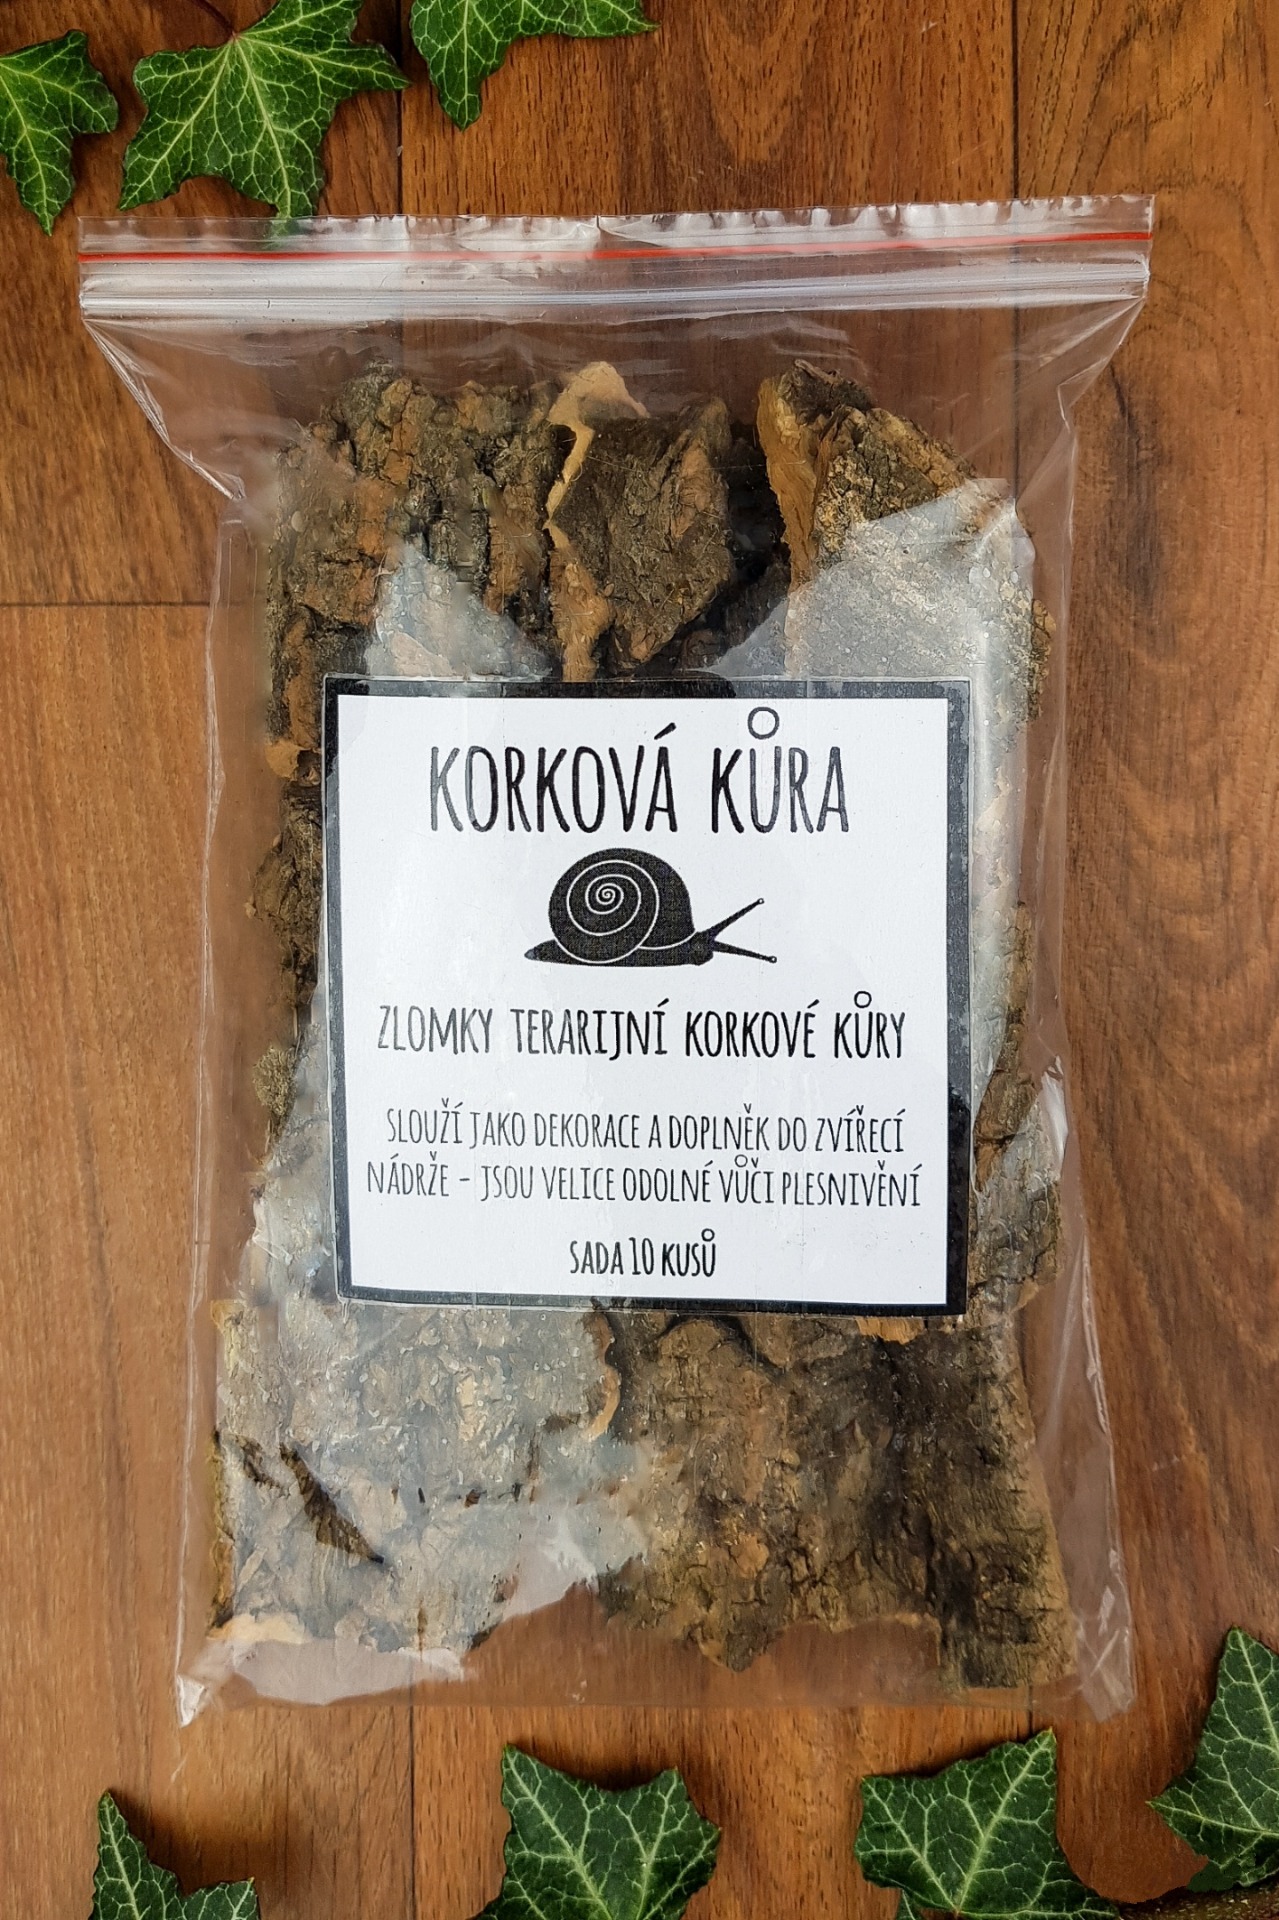 KORKOVÁ KŮRA
ZLOMKY TERARIJNÍ KORKOVÉ KŮRY
SLOUŽÍ JAKO DEKORACE A DOPLNĚK DO ZVÍŘECÍ
NÁDRŽE - JSOU VELICE ODOLNÉ VŮČI PLESNIVĚNÍ
SADA 10 KUSŮ